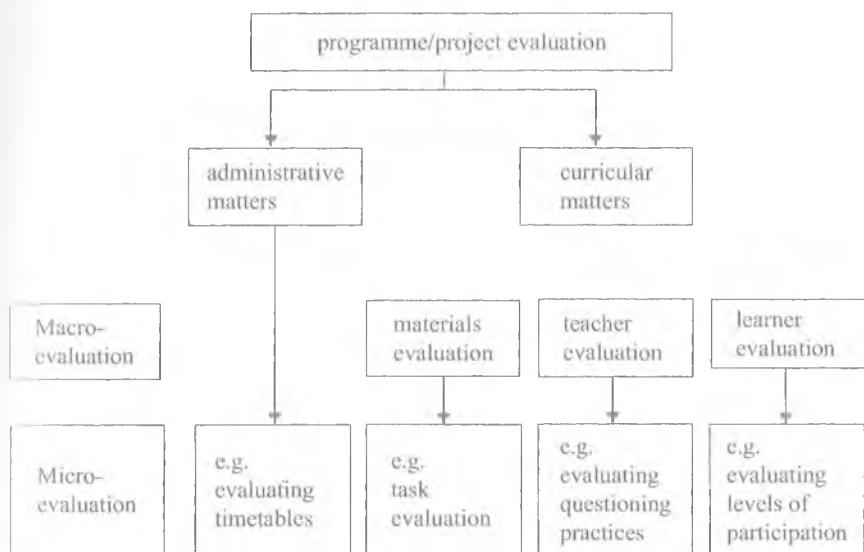 programme/project evaluation
administrative
matters
curricular
matters
Macro-
evaluation
materials
evaluation
teacher
evaluation
learner
evaluation
Micro-
evaluation
e.g.
evaluating
timetables
e.g.
task
evaluation
e.g.
evaluating
questioning
practices
e.g.
evaluating
levels of
participation